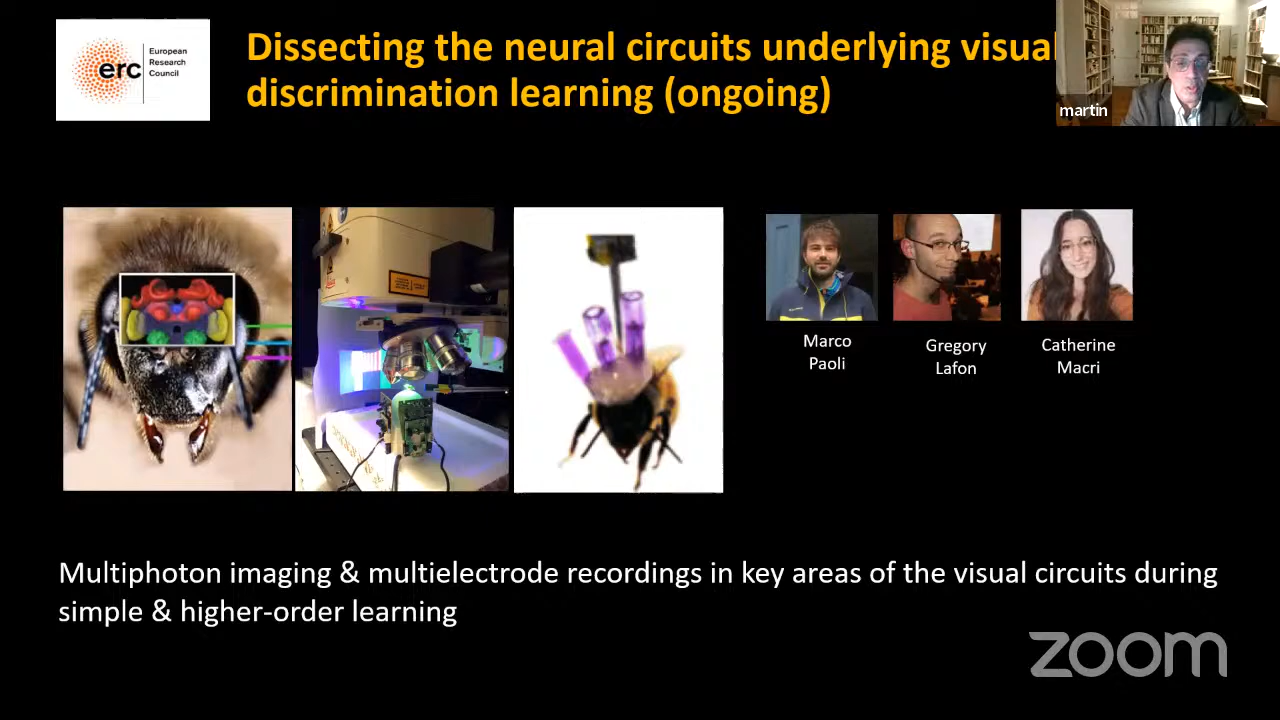 European
Research
Council
erc
Dissecting the neural circuits underlying visual
discrimination learning (ongoing)
martin
Marco
Paoli
Gregory
Lafon
Catherine
Macri
Multiphoton imaging & multielectrode recordings in key areas of the visual circuits during
simple & higher-order learning
zoom